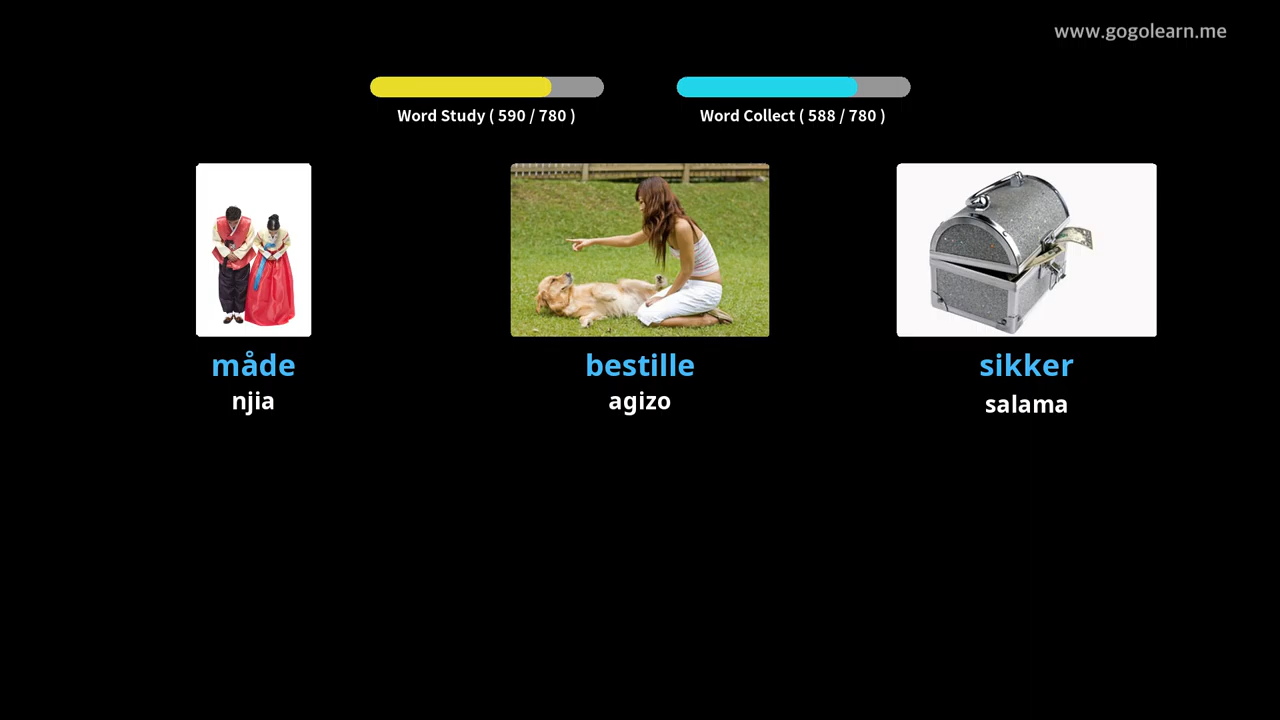 www.gogolearn.me
Word Study ( 590 / 780 )
Word Collect ( 588 / 780 )
måde
bestille
sikker
njia
agizo
salama